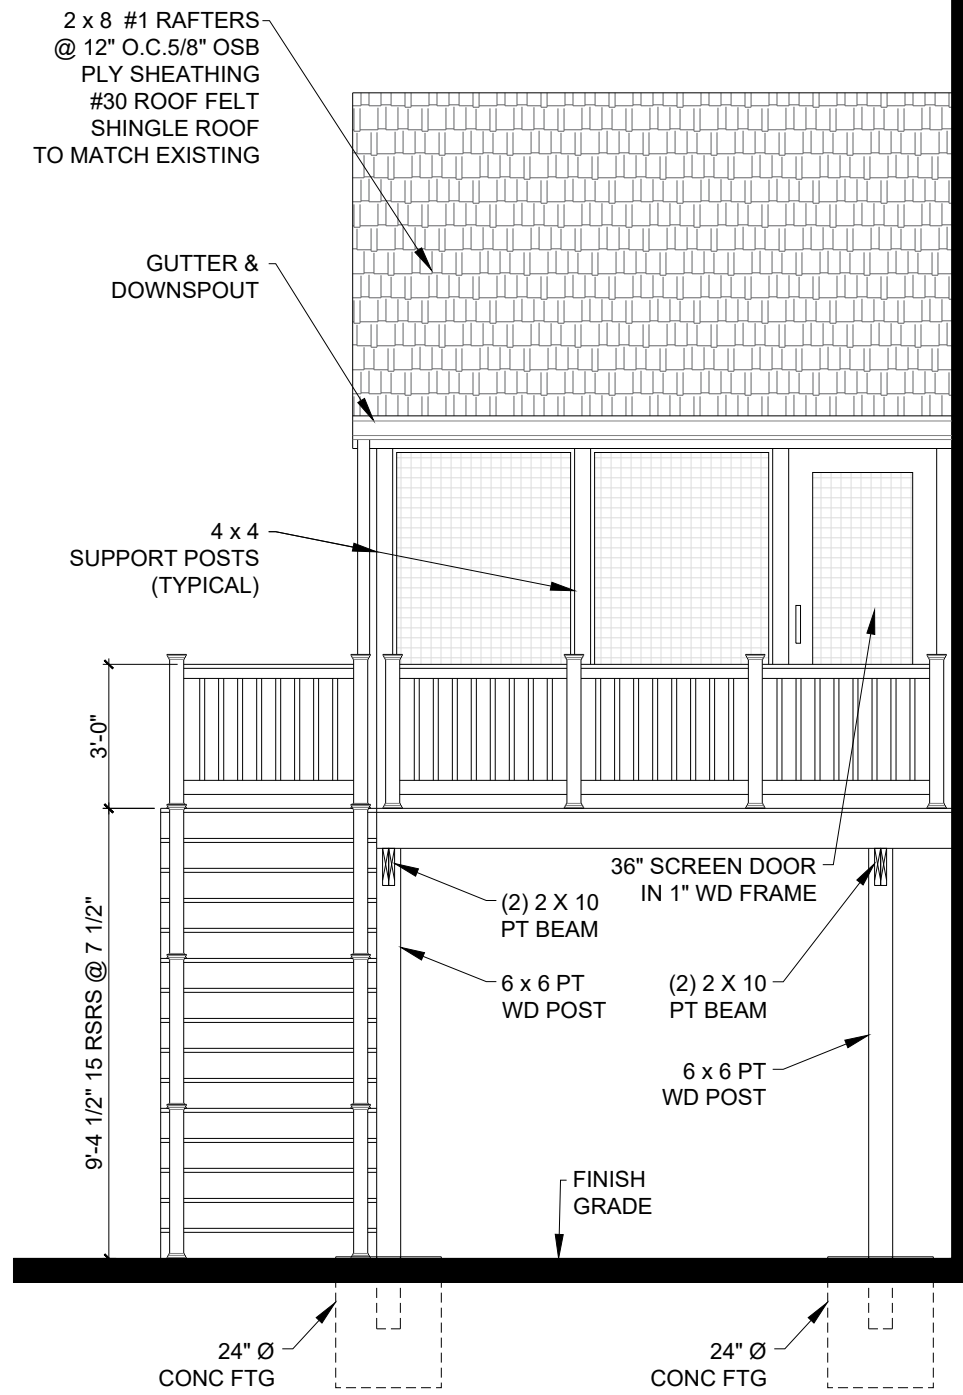 2 x 8 #1 RAFTERS
@ 12" O.C.5/8" OSB
PLY SHEATHING
#30 ROOF FELT
SHINGLE ROOF
TO MATCH EXISTING
GUTTER &
DOWNSPOUT
4 x 4
SUPPORT POSTS
(TYPICAL)
3'-0"
9'-4 1/2" 15 RSRS @ 7 1/2"
36" SCREEN DOOR
IN 1" WD FRAME
(2) 2 X 10
PT BEAM
6 x 6 PT
WD POST
(2) 2 X 10
PT BEAM
6 x 6 PT
WD POST
FINISH
GRADE
24" Ø
CONC FTG
24" Ø
CONC FTG